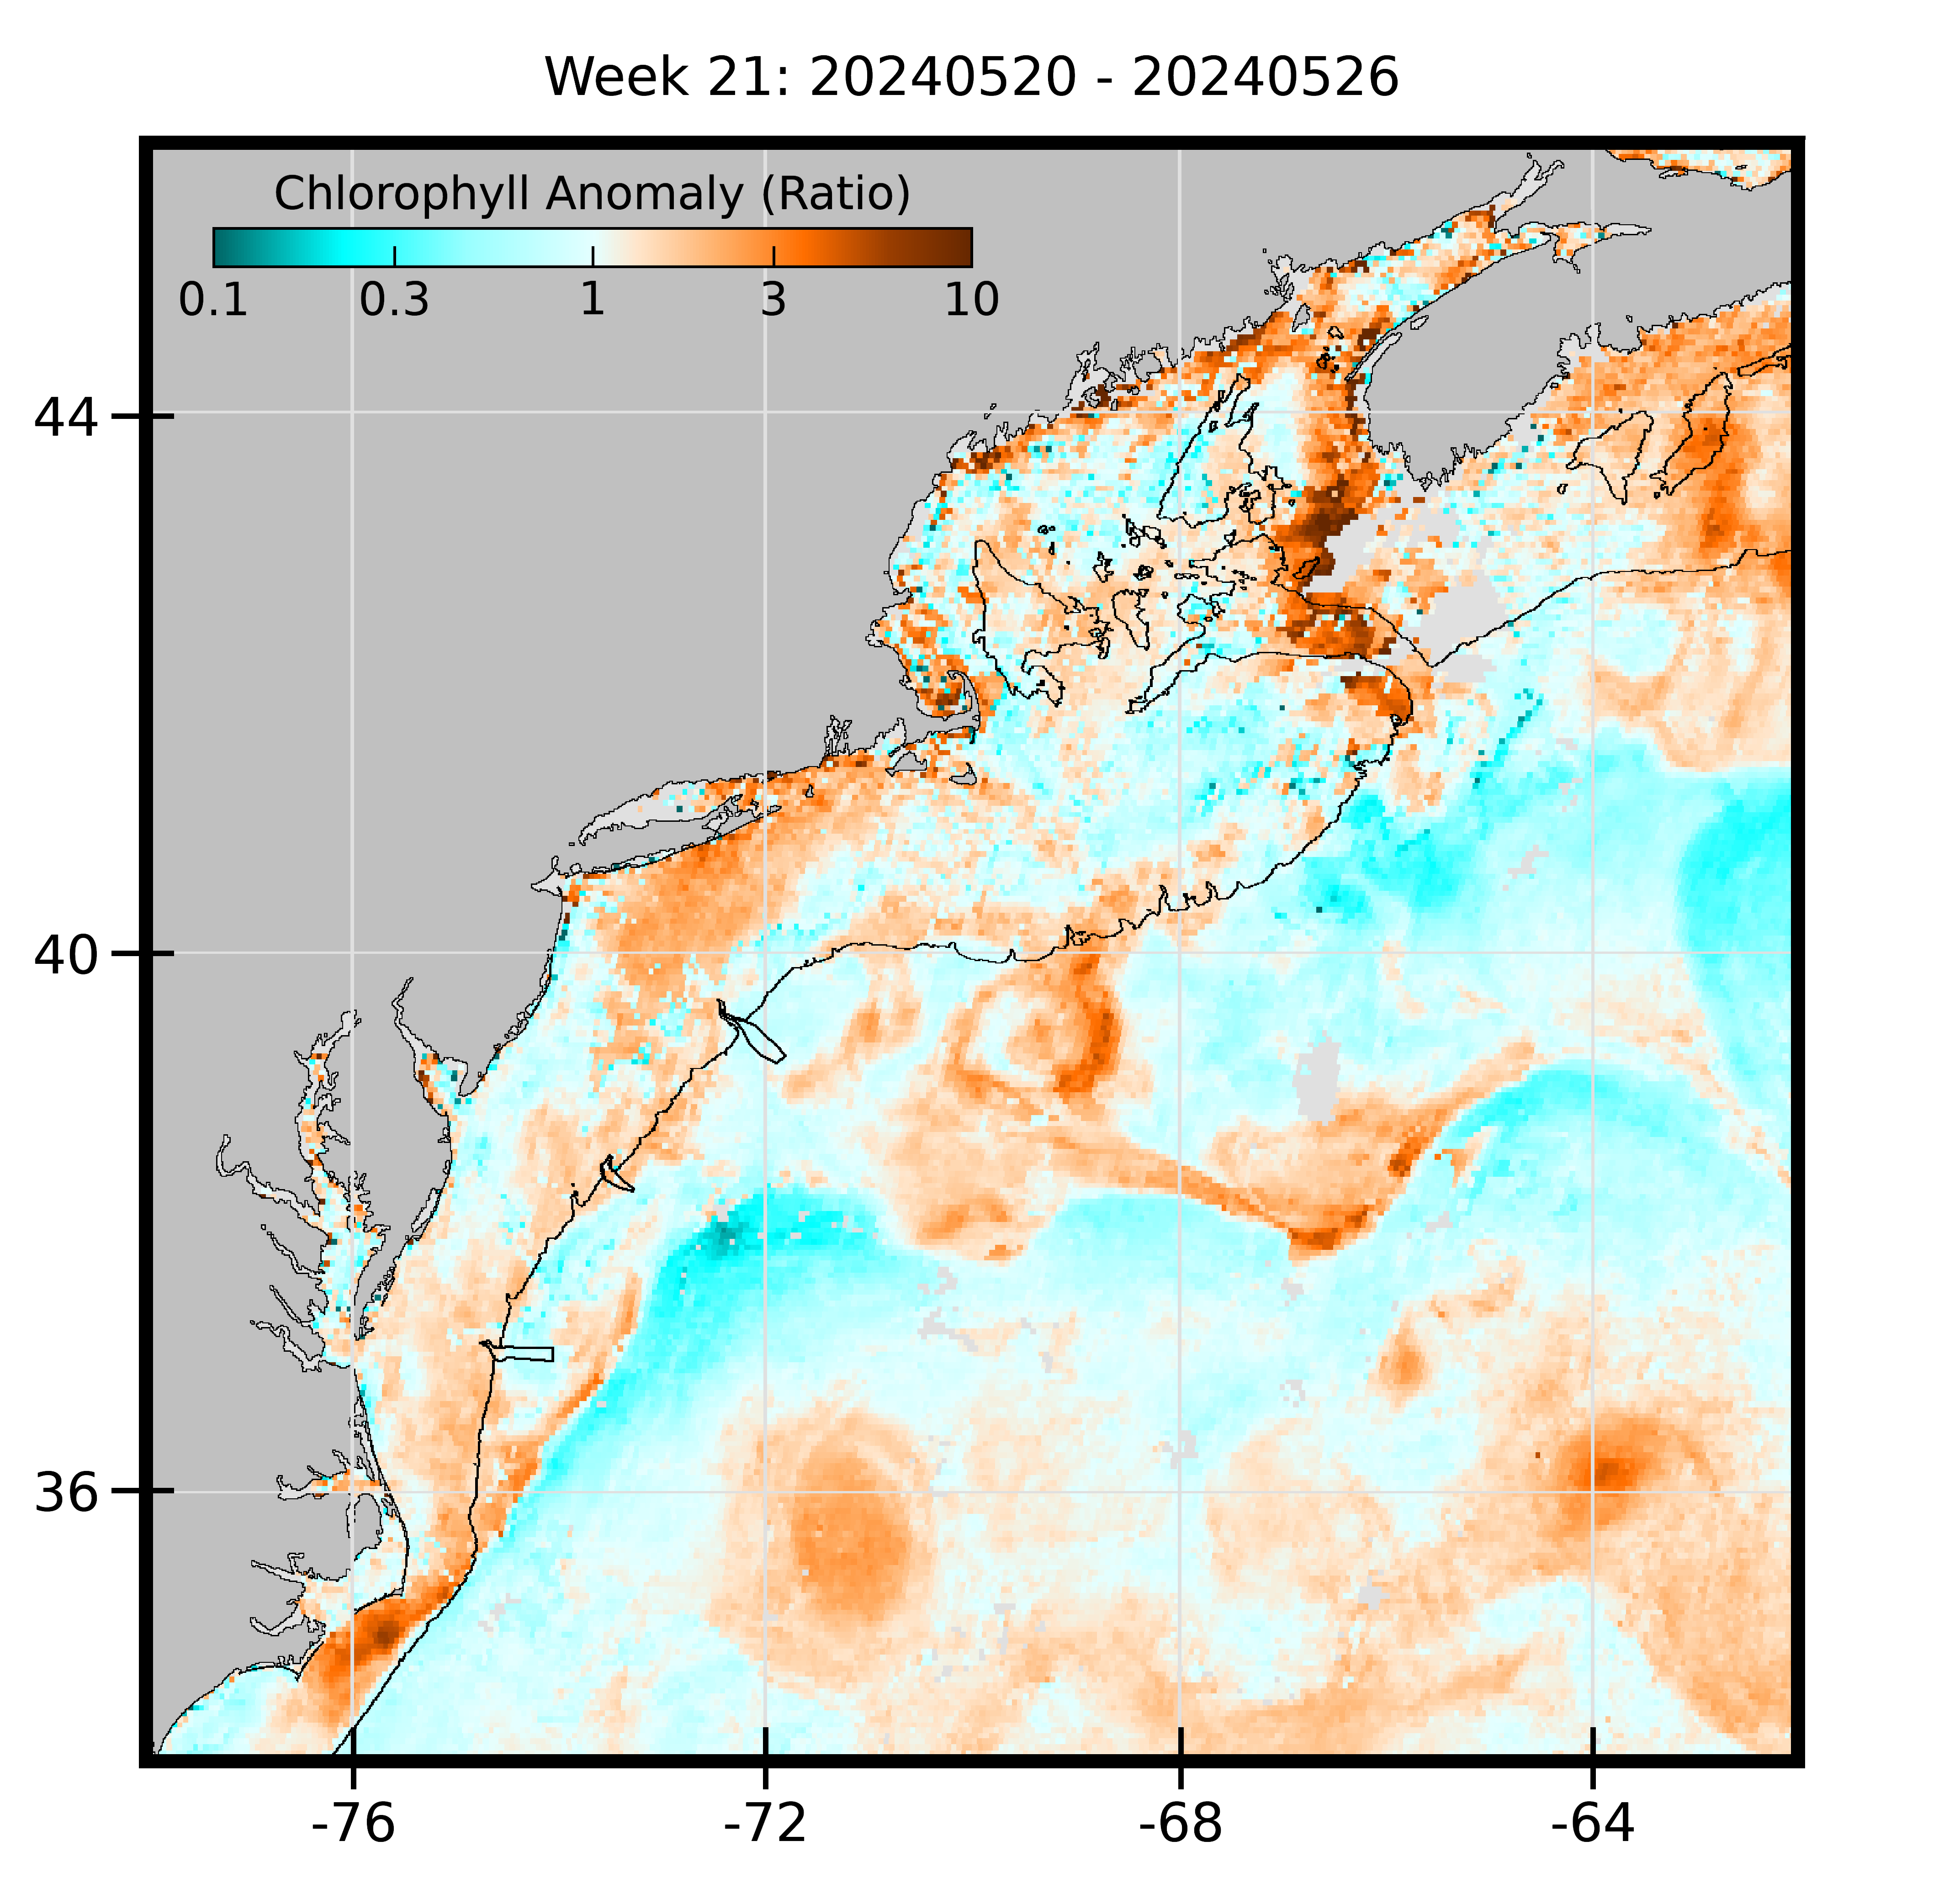 Week 21: 20240520 - 20240526
Chlorophyll Anomaly (Ratio)
0.1 0.3 1 3 10
44
40
36
-76 -72 -68 -64